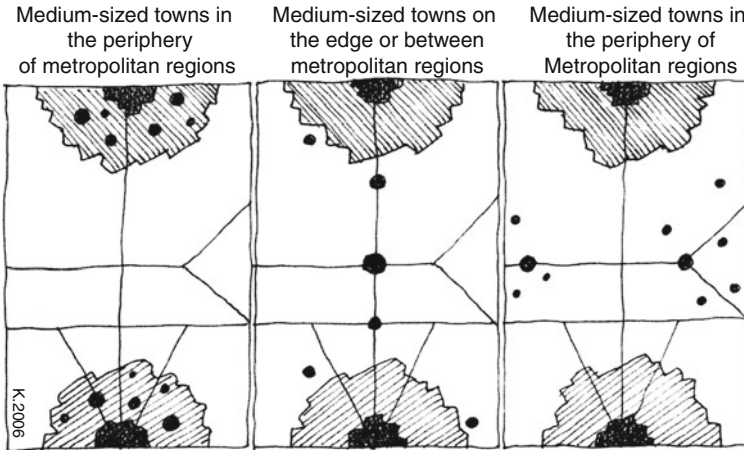 Medium-sized towns in
the periphery
of metropolitan regions
Medium-sized towns on
the edge or between
metropolitan regions
Medium-sized towns in
the periphery of
Metropolitan regions
K.2006